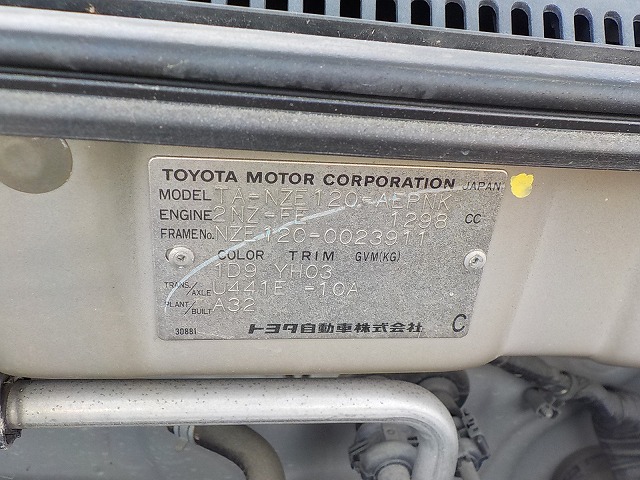 TOYOTA MOTOR CORPORATION JAPAN
MODEL TA-NZE120-AEPNK
ENGINE 2NZ-FE 1298 CC
FRAME No. NZE120-0023911
COLOR TRIM GVM(KG)
1D9 YH03
TRANS./AXLE U441E -10A
PLANT/BUILT A32
30881 トヨタ自動車株式会社 C